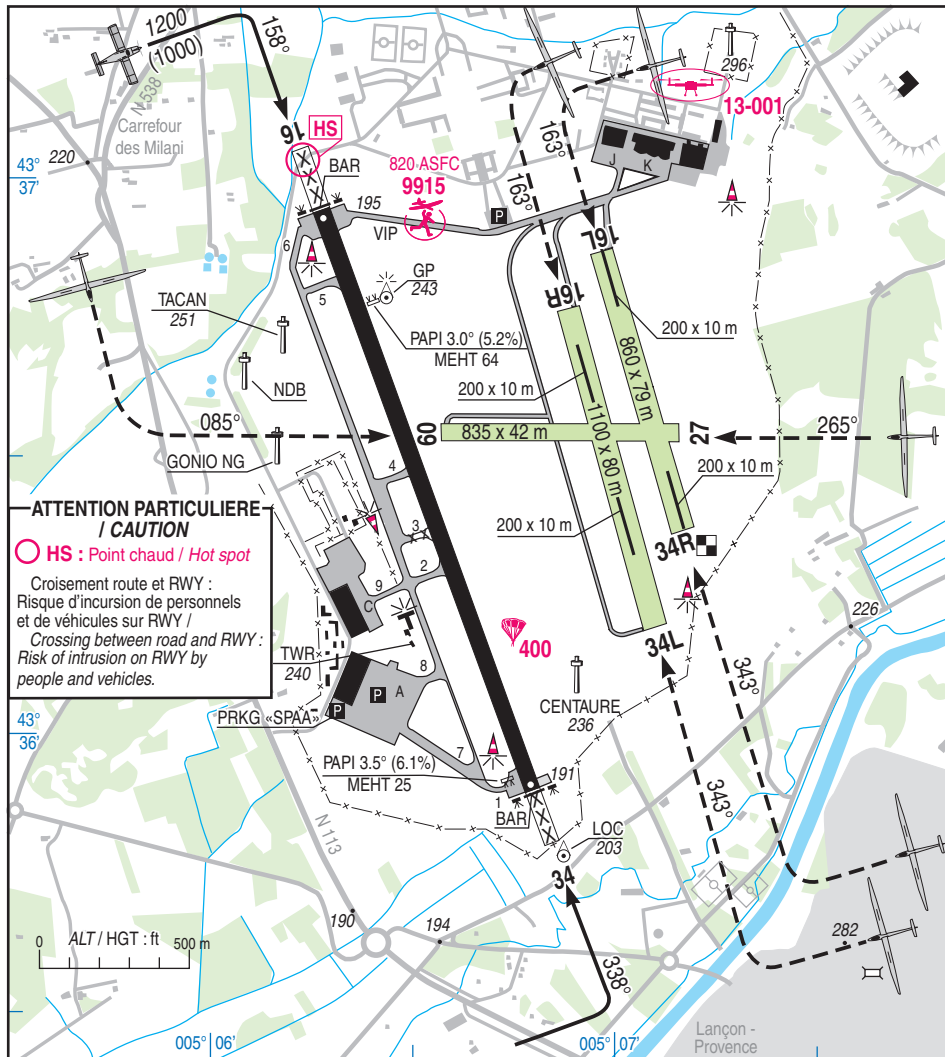 1200
(1000)
158°
N 538
Carrefour
des Milani
220
43°
37'
16
HS
BAR
195
820 ASFC
9915
VIP
P
296
13-001
J
K
163°
163°
16L
16R
6
5
GP
243
TACAN
251
PAPI 3.0° (5.2%)
MEHT 64
200 x 10 m
200 x 10 m
860 x 79 m
1100 x 80 m
NDB
085°
09
835 x 42 m
27
265°
GONIO NG
4
200 x 10 m
200 x 10 m
34R
ATTENTION PARTICULIERE
/ CAUTION
HS : Point chaud / Hot spot
Croisement route et RWY :
Risque d'incursion de personnels
et de véhicules sur RWY /
Crossing between road and RWY :
Risk of intrusion on RWY by
people and vehicles.
3
2
9
C
TWR
240
8
P
A
P
PRKG «SPAA»
400
34L
226
CENTAURE
236
343°
343°
43°
36'
7
PAPI 3.5° (6.1%)
MEHT 25
191
1
BAR
LOC
203
34
N 113
190
194
282
0
ALT / HGT : ft
500 m
338°
005° 06'
005° 07'
Lançon -
Provence